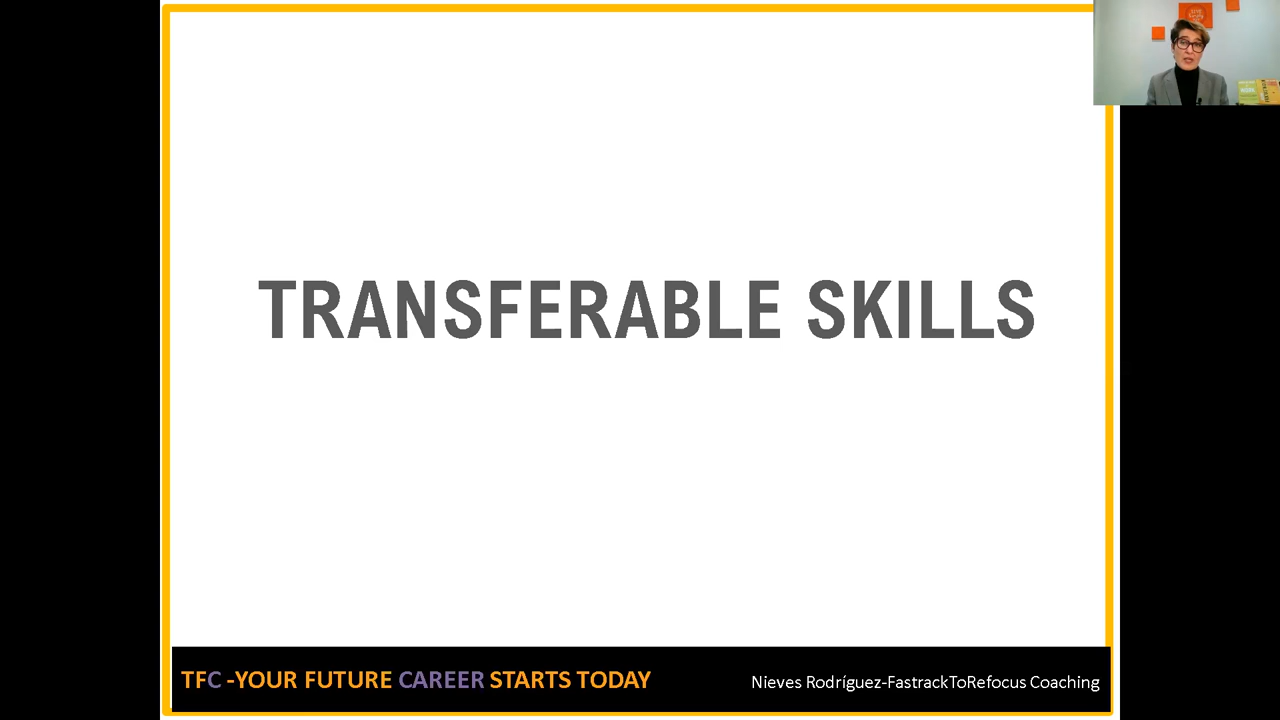 TRANSFERABLE SKILLS
TFC -YOUR FUTURE CAREER STARTS TODAY
Nieves Rodríguez-FastrackToRefocus Coaching